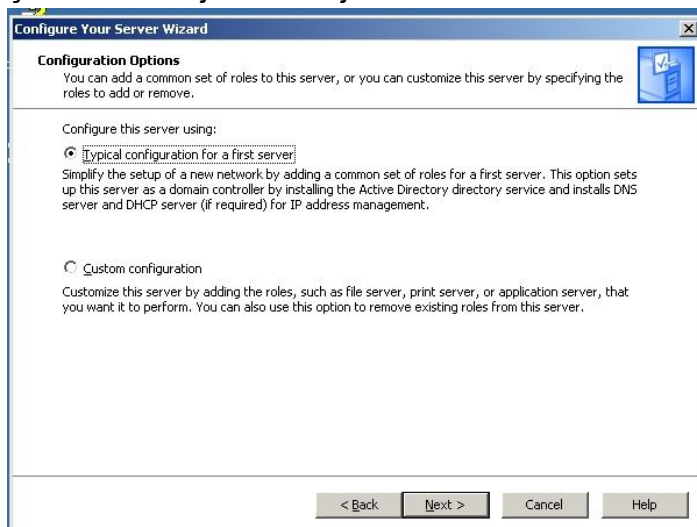 Configure Your Server Wizard
Configuration Options
You can add a common set of roles to this server, or you can customize this server by specifying the
roles to add or remove.
Configure this server using:
Typical configuration for a first server
Simplify the setup of a new network by adding a common set of roles for a first server. This option sets
up this server as a domain controller by installing the Active Directory directory service and installs DNS
server and DHCP server (if required) for IP address management.
Custom configuration
Customize this server by adding the roles, such as file server, print server, or application server, that
you want it to perform. You can also use this option to remove existing roles from this server.
< Back Next > Cancel Help